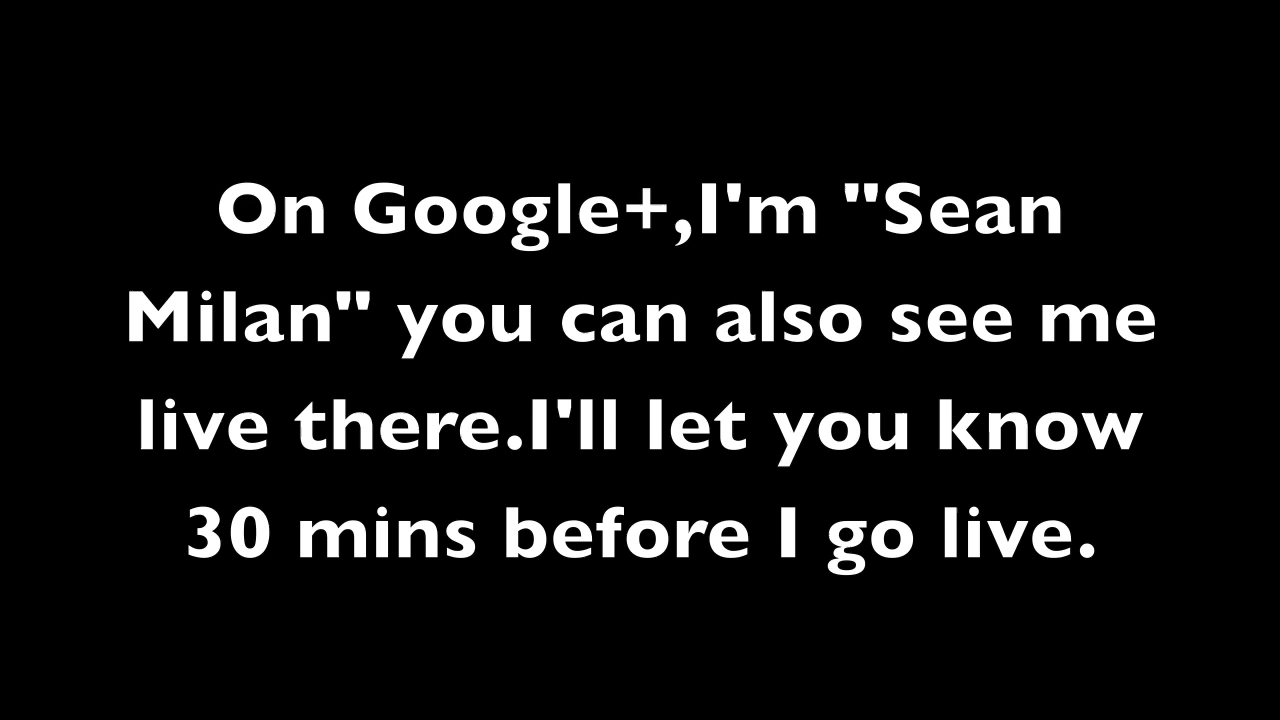 On Google+,I'm "Sean
Milan" you can also see me
live there.I'll let you know
30 mins before I go live.